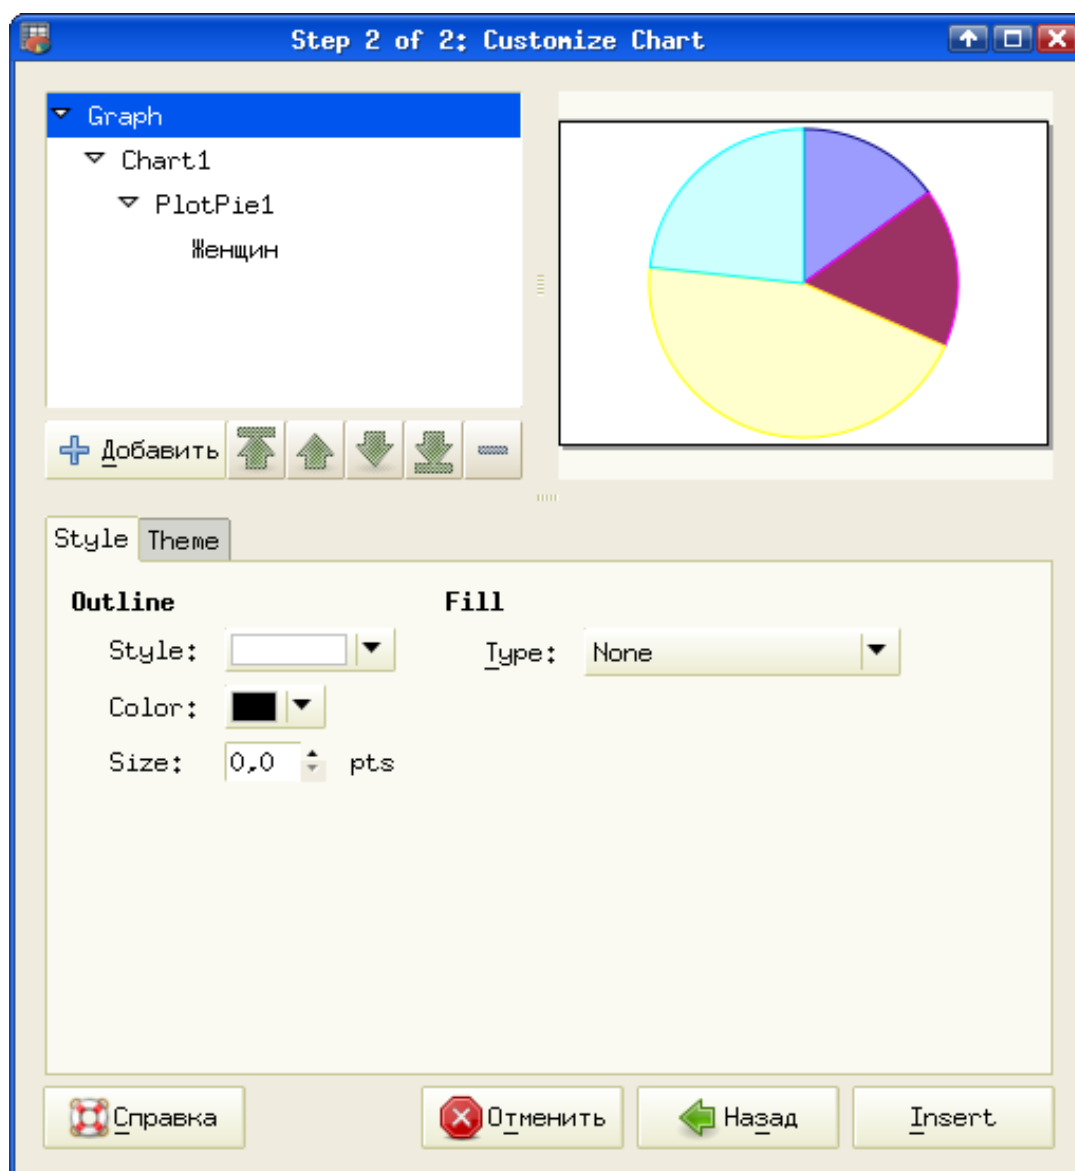 Step 2 of 2: Customize Chart
Graph
Chart1
PlotPie1
Женщин
Добавить
Style Theme
Outline Fill
Style: Type: None
Color:
Size: 0,0 pts
Справка Отменить Назад Insert